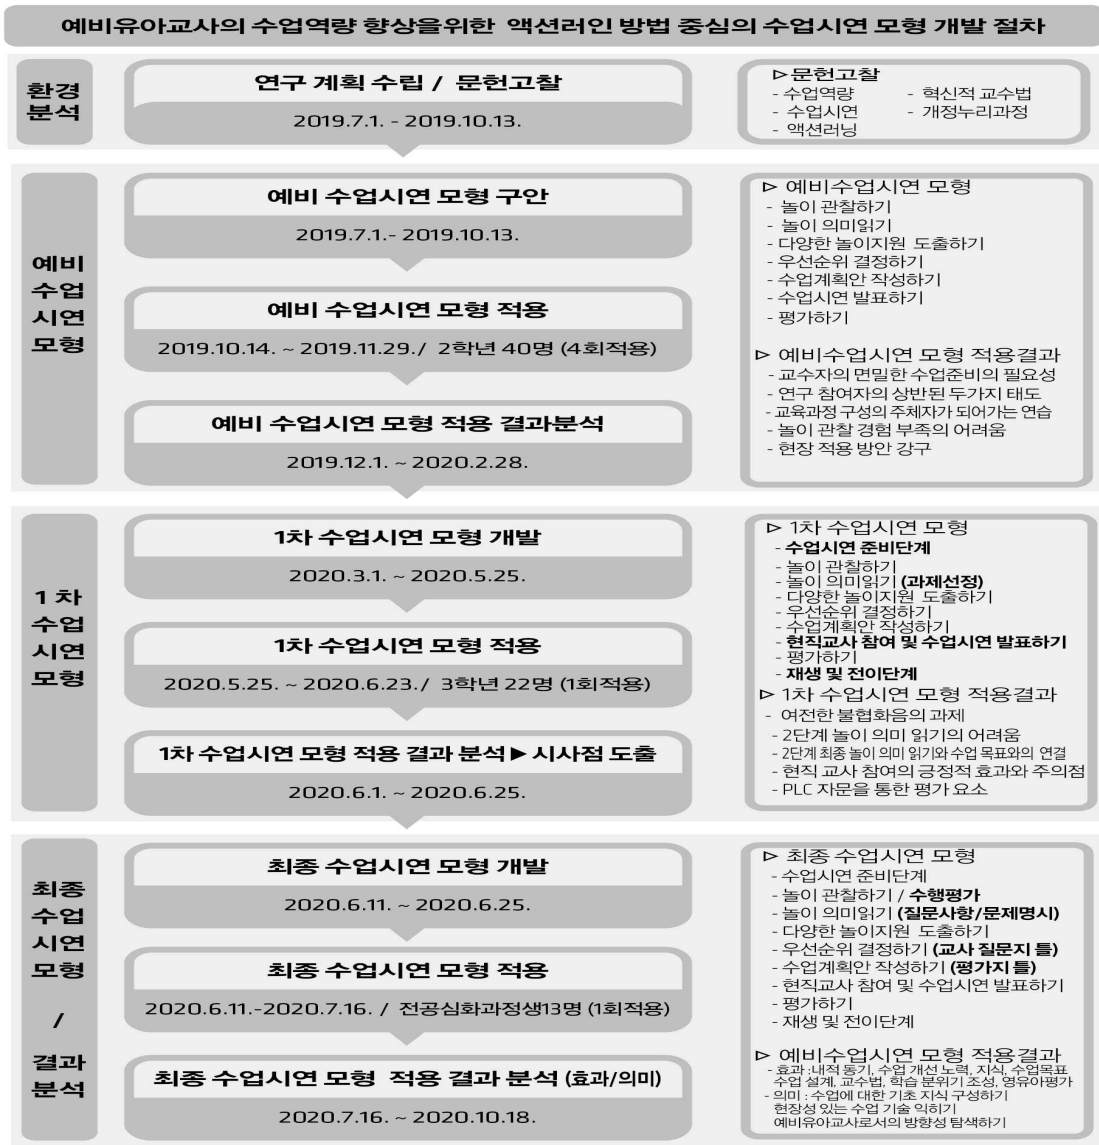 예비유아교사의 수업역량 향상을위한 액션러인 방법 중심의 수업시연 모형 개발 절차
환경
분석
연구 계획 수립 / 문헌고찰
2019.7.1. - 2019.10.13.
▷문헌고찰
- 수업역량 - 혁신적 교수법
- 수업시연 - 개정누리과정
- 액션러닝
예비
수업
시연
모형
예비 수업시연 모형 구안
2019.7.1.- 2019.10.13.
예비 수업시연 모형 적용
2019.10.14. ~ 2019.11.29./ 2학년 40명 (4회적용)
예비 수업시연 모형 적용 결과분석
2019.12.1. ~ 2020.2.28.
▷ 예비수업시연 모형
- 놀이 관찰하기
- 놀이 의미읽기
- 다양한 놀이지원 도출하기
- 우선순위 결정하기
- 수업계획안 작성하기
- 수업시연 발표하기
- 평가하기
▷ 예비수업시연 모형 적용결과
- 교수자의 면밀한 수업준비의 필요성
- 연구 참여자의 상반된 두가지 태도
- 교육과정 구성의 주체자가 되어가는 연습
- 놀이 관찰 경험 부족의 어려움
- 현장 적용 방안 강구
1 차
수업
시연
모형
1차 수업시연 모형 개발
2020.3.1. ~ 2020.5.25.
1차 수업시연 모형 적용
2020.5.25. ~ 2020.6.23./ 3학년 22명 (1회적용)
1차 수업시연 모형 적용 결과 분석 ▶ 시사점 도출
2020.6.1. ~ 2020.6.25.
▷ 1차 수업시연 모형
- 수업시연 준비단계
- 놀이 관찰하기
- 놀이 의미읽기 (과제선정)
- 다양한 놀이지원 도출하기
- 우선순위 결정하기
- 수업계획안 작성하기
- 현직교사 참여 및 수업시연 발표하기
- 평가하기
- 재생 및 전이단계
▷ 1차 수업시연 모형 적용결과
- 여전한 불협화음의 과제
- 2단계 놀이 의미 읽기의 어려움
- 2단계 최종 놀이 의미 읽기와 수업 목표와의 연결
- 현직 교사 참여의 긍정적 효과와 주의점
- PLC 자문을 통한 평가 요소
최종
수업
시연
모형
/
결과
분석
최종 수업시연 모형 개발
2020.6.11. ~ 2020.6.25.
최종 수업시연 모형 적용
2020.6.11.-2020.7.16. / 전공심화과정생13명 (1회적용)
최종 수업시연 모형 적용 결과 분석 (효과/의미)
2020.7.16. ~ 2020.10.18.
▷ 최종 수업시연 모형
- 수업시연 준비단계
- 놀이 관찰하기 / 수행평가
- 놀이 의미읽기 (질문사항/문제명시)
- 다양한 놀이지원 도출하기
- 우선순위 결정하기 (교사 질문지 틀)
- 수업계획안 작성하기 (평가지 틀)
- 현직교사 참여 및 수업시연 발표하기
- 평가하기
- 재생 및 전이단계
▷ 예비수업시연 모형 적용결과
- 효과 :내적 동기, 수업 개선 노력, 지식, 수업목표
수업 설계, 교수법, 학습 분위기 조성, 영유아평가
- 의미 : 수업에 대한 기초 지식 구성하기
현장성 있는 수업 기술 익히기
예비유아교사로서의 방향성 탐색하기